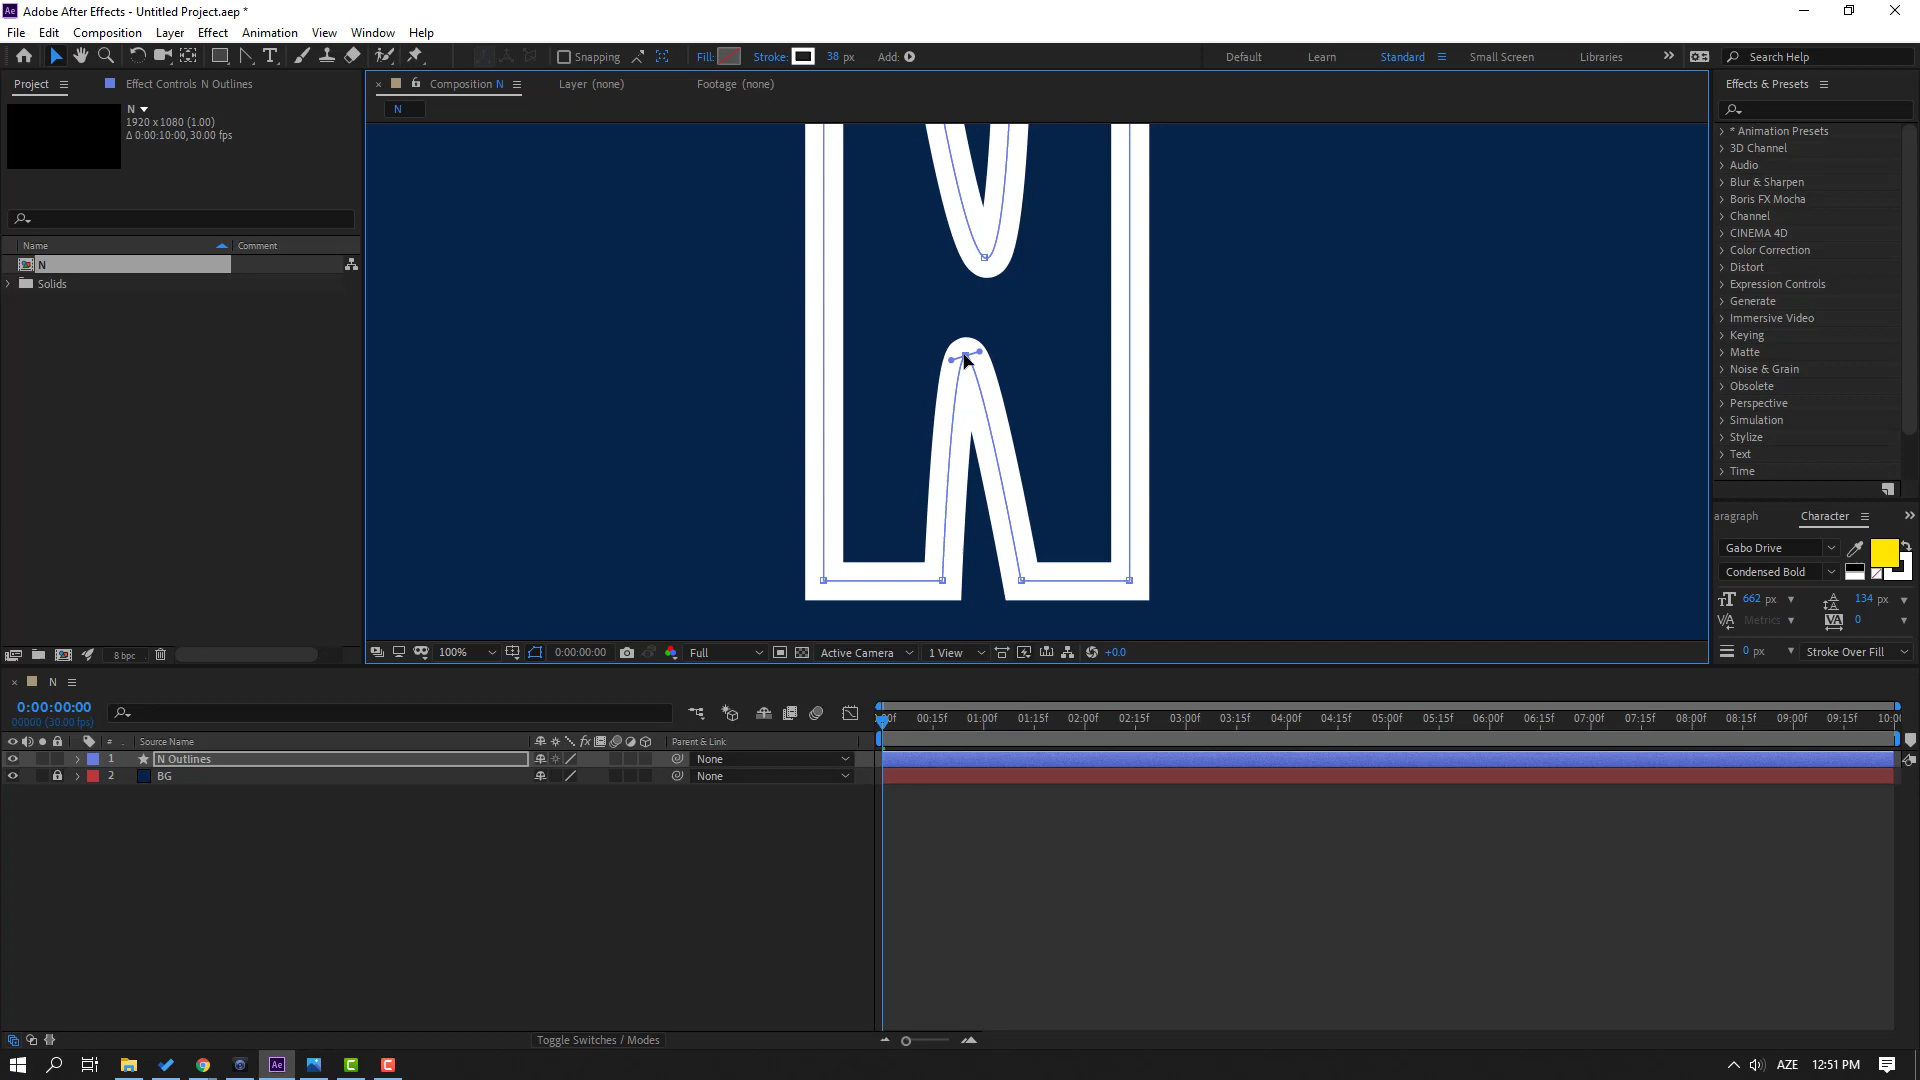 Adobe After Effects - Untitled Project.aep *
File Edit Composition Layer Effect Animation View Window Help
Snapping Fill: Stroke: 38 px Add: Default Learn Standard Small Screen Libraries Search Help
Project Effect Controls N Outlines
Composition N Layer (none) Footage (none)
Effects & Presets
N
1920 x 1080 (1.00)
Δ 0:00:10:00, 30.00 fps
N
* Animation Presets
3D Channel
Audio
Blur & Sharpen
Boris FX Mocha
Channel
CINEMA 4D
Color Correction
Distort
Expression Controls
Generate
Immersive Video
Keying
Matte
Noise & Grain
Obsolete
Perspective
Simulation
Stylize
Text
Time
Name Comment
N
Solids
aragraph Character
Gabo Drive
Condensed Bold
662 px 134 px
Metrics 0
0 px Stroke Over Fill
8 bpc
100% 0:00:00:00 Full Active Camera 1 View +0.0
N
0:00:00:00
00000 (30.00 fps)
:00f 00:15f 01:00f 01:15f 02:00f 02:15f 03:00f 03:15f 04:00f 04:15f 05:00f 05:15f 06:00f 06:15f 07:00f 07:15f 08:00f 08:15f 09:00f 09:15f 10:00
# . Source Name fx Parent & Link
1 N Outlines None
2 BG None
Toggle Switches / Modes
Ae AZE 12:51 PM